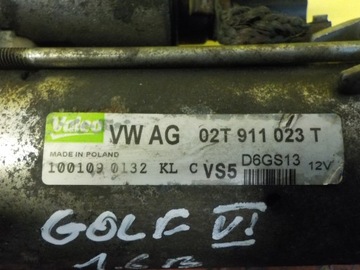 Valeo VW AG 02T 911 023 T
MADE IN POLAND D6GS13 12V
100109 0132 KL C VS5
GOLF VI